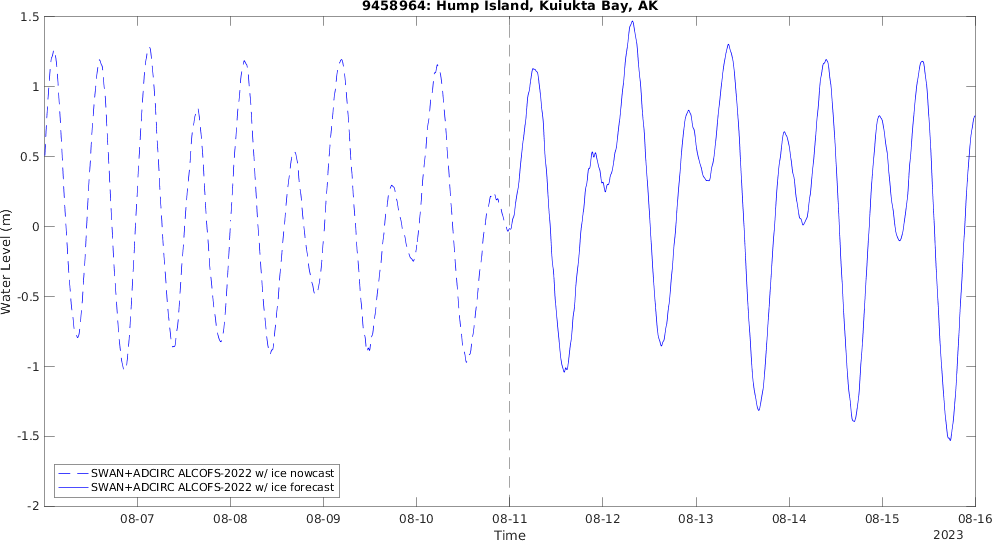 9458964: Hump Island, Kuiukta Bay, AK
1.5
1
0.5
0
-0.5
-1
-1.5
-2
Water Level (m)
SWAN+ADCIRC ALCOFS-2022 w/ ice nowcast
SWAN+ADCIRC ALCOFS-2022 w/ ice forecast
08-07 08-08 08-09 08-10 08-11 08-12 08-13 08-14 08-15 08-16
Time
2023